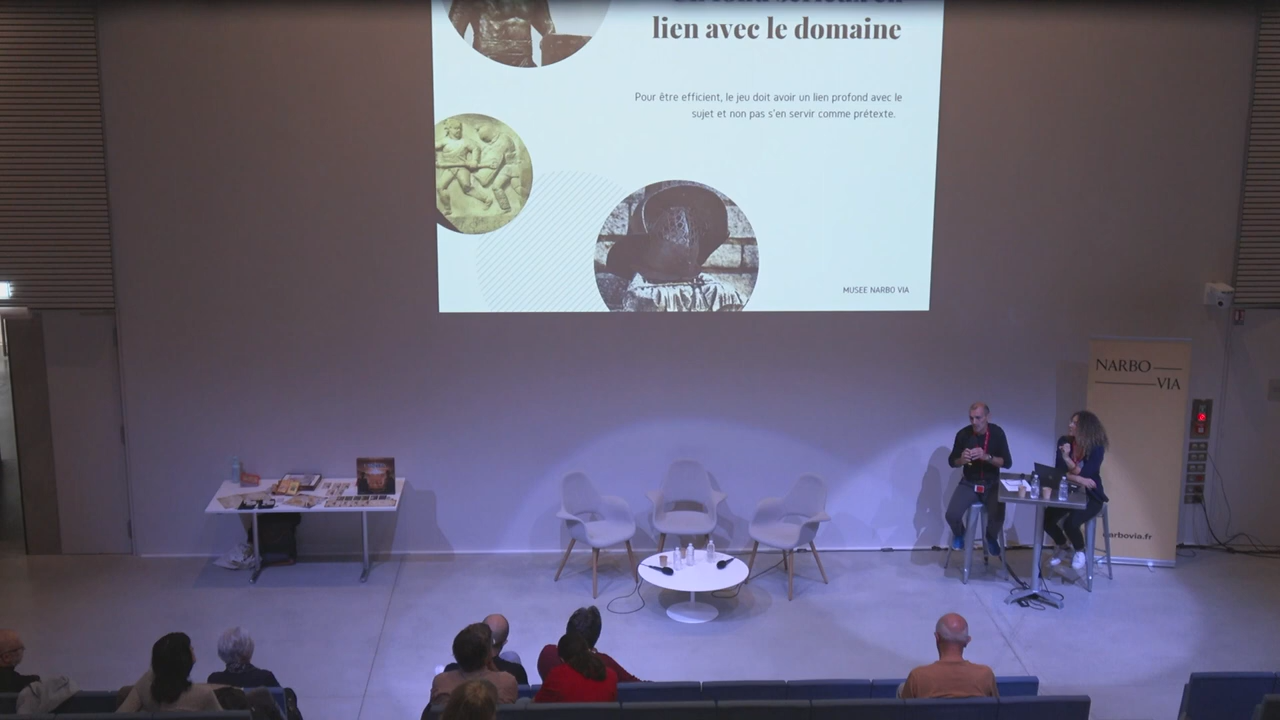 lien avec le domaine
Pour être efficient, le jeu doit avoir un lien profond avec le
sujet et non pas s'en servir comme prétexte.
MUSEE NARBO VIA
NARBO
VIA
narbovia.fr